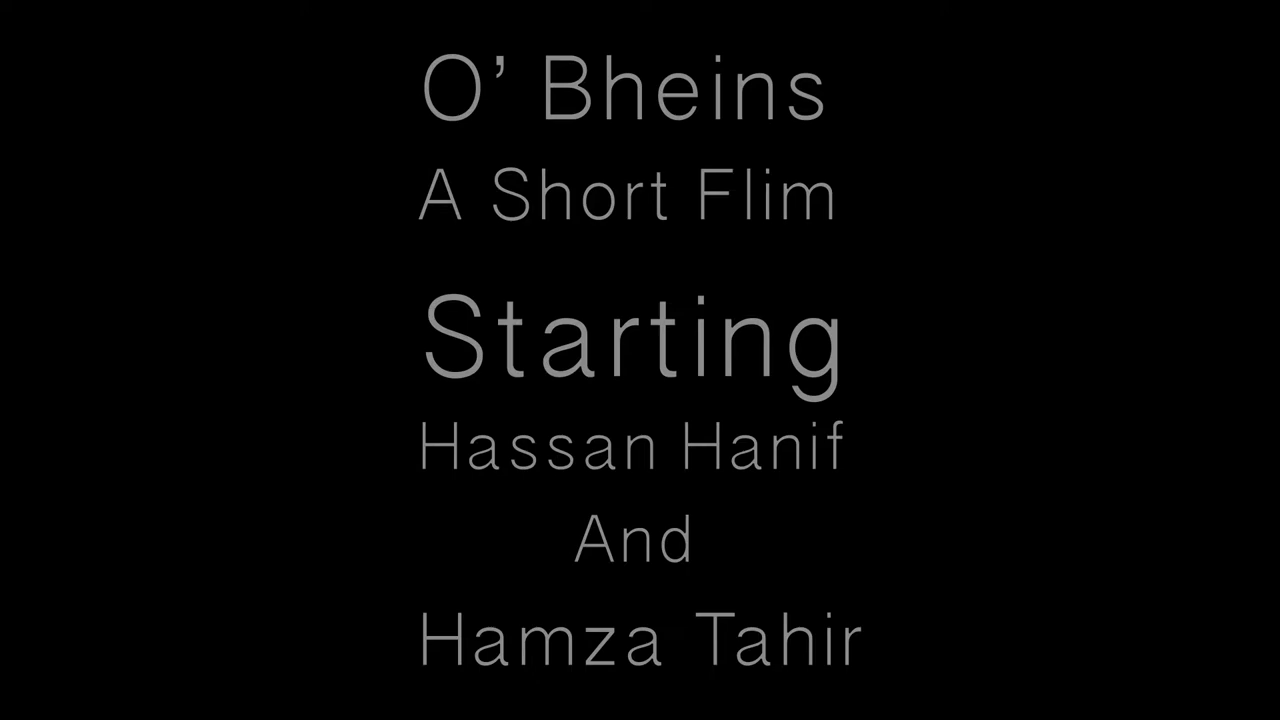 O’ Bheins
A Short Flim
Starting
Hassan Hanif
And
Hamza Tahir